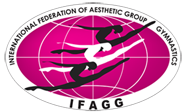 INTERNATIONAL FEDERATION OF AESTHETIC GROUP GYMNASTICS
IFAGG